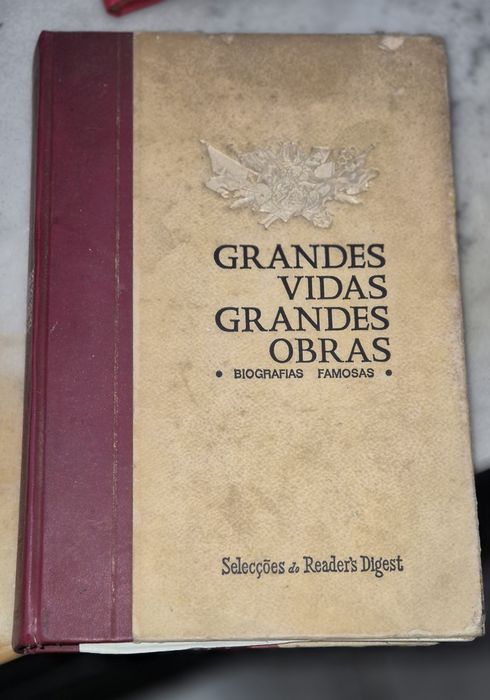 GRANDES
VIDAS
GRANDES
OBRAS
• BIOGRAFIAS FAMOSAS •
Selecções do Reader's Digest